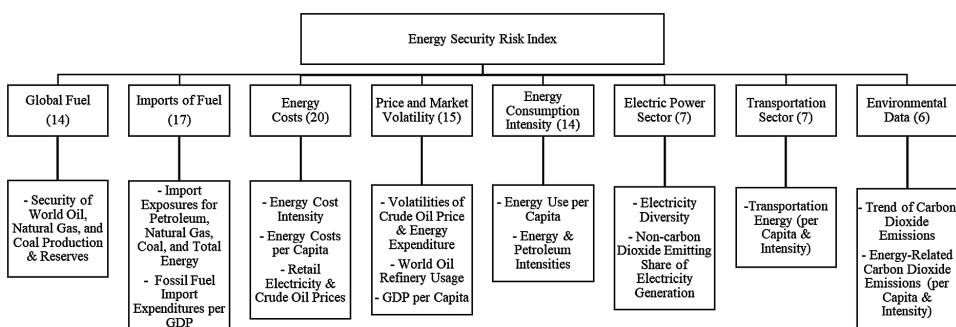 Energy Security Risk Index
Global Fuel
(14)
Imports of Fuel
(17)
Energy
Costs (20)
Price and Market
Volatility (15)
Energy
Consumption
Intensity (14)
Electric Power
Sector (7)
Transportation
Sector (7)
Environmental
Data (6)
- Security of
World Oil,
Natural Gas, and
Coal Production
& Reserves
- Import
Exposures for
Petroleum,
Natural Gas,
Coal, and Total
Energy
- Fossil Fuel
Import
Expenditures per
GDP
- Energy Cost
Intensity
- Energy Costs
per Capita
- Retail
Electricity &
Crude Oil Prices
- Volatilities of
Crude Oil Price
& Energy
Expenditure
- World Oil
Refinery Usage
- GDP per Capita
- Energy Use per
Capita
- Energy &
Petroleum
Intensities
- Electricity
Diversity
- Non-carbon
Dioxide Emitting
Share of
Electricity
Generation
-Transportation
Energy (per
Capita &
Intensity)
- Trend of Carbon
Dioxide
Emissions
- Energy-Related
Carbon Dioxide
Emissions (per
Capita &
Intensity)